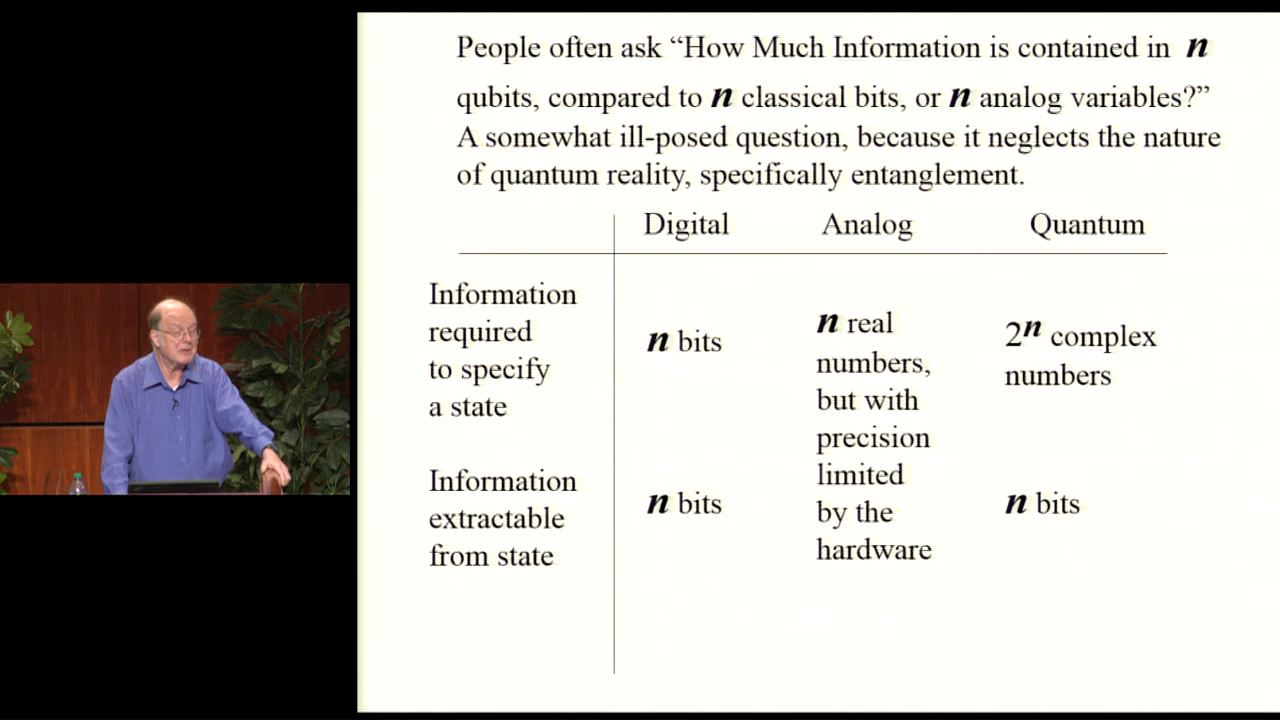 People often ask “How Much Information is contained in n
qubits, compared to n classical bits, or n analog variables?”
A somewhat ill-posed question, because it neglects the nature
of quantum reality, specifically entanglement.
Digital Analog Quantum
Information
required
to specify
a state
n bits
n real
numbers,
but with
precision
limited
by the
hardware
2ⁿ complex
numbers
Information
extractable
from state
n bits
n bits